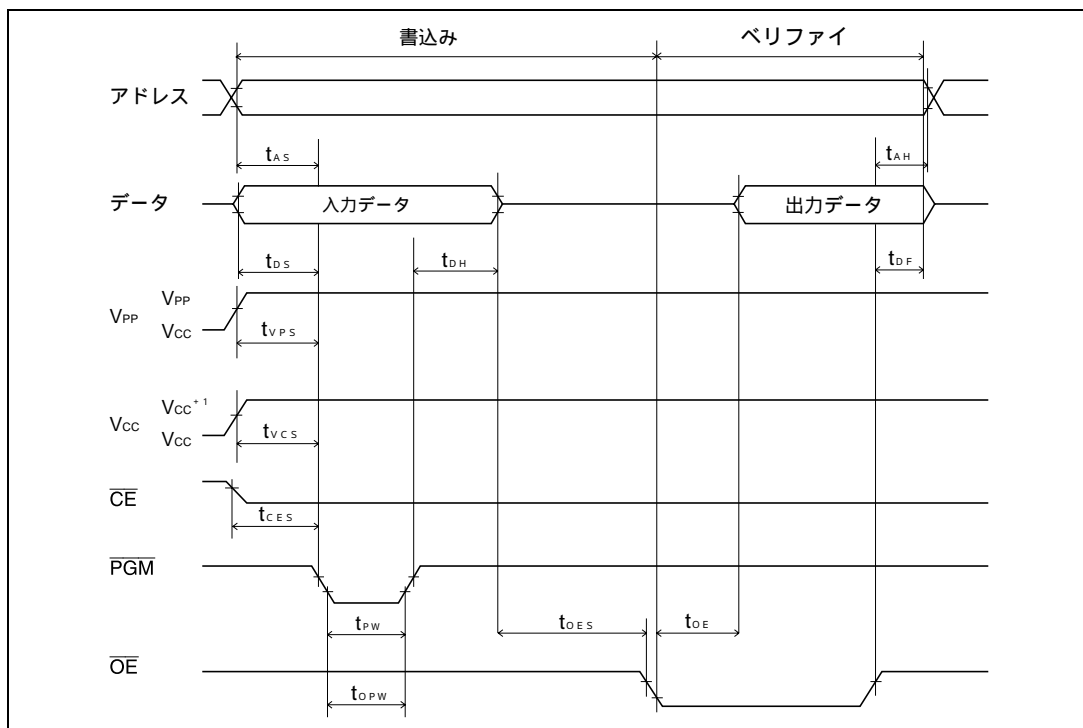 書込み ベリファイ
アドレス
tAS tAH
データ 入力データ 出力データ
tDS tDH tDF
VPP VPP
VCC
tVPS
VCC VCC+1
VCC
tVCS
CE
tCES
PGM
tPW tOES tOE
OE
tOPW